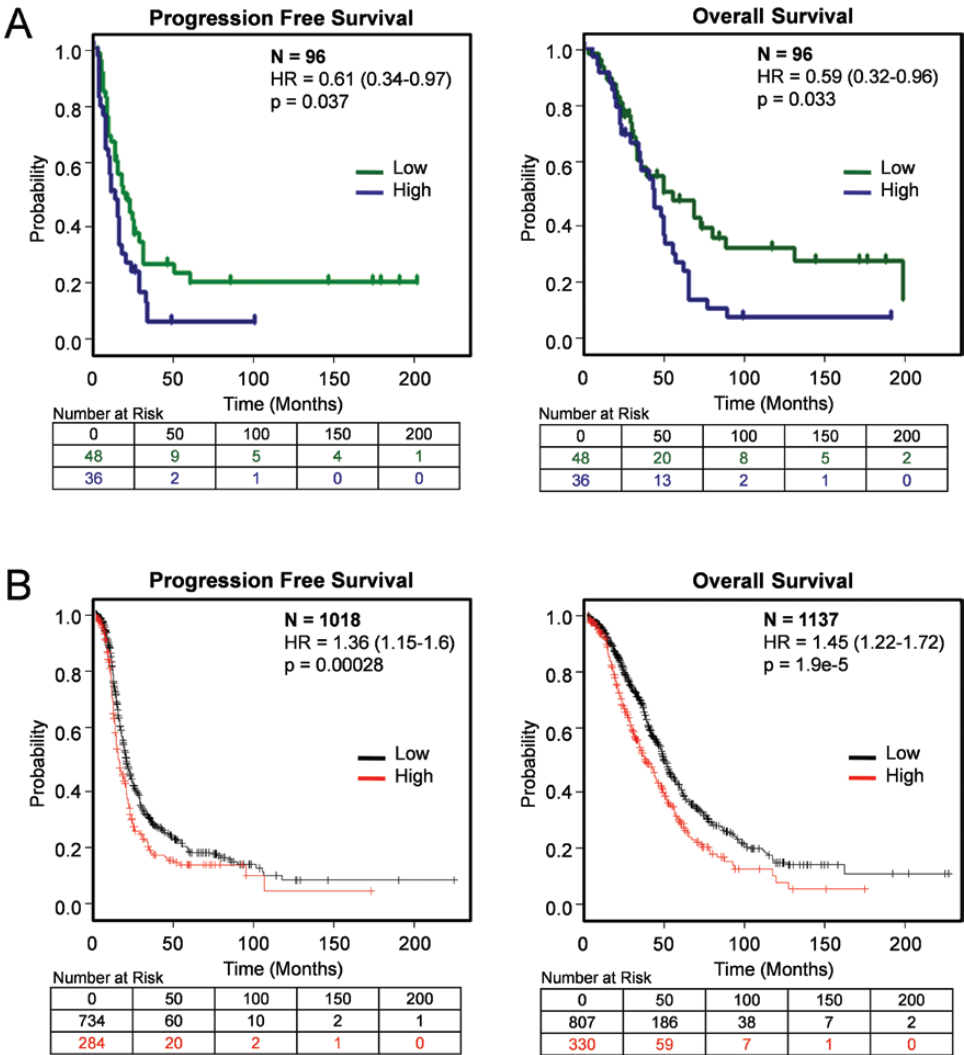 A
Progression Free Survival
N = 96
HR = 0.61 (0.34-0.97)
p = 0.037
Low
High
Probability
1.0
0.8
0.6
0.4
0.2
0.0
0 50 100 150 200
Time (Months)
Number at Risk
0 50 100 150 200
48 9 5 4 1
36 2 1 0 0
Overall Survival
N = 96
HR = 0.59 (0.32-0.96)
p = 0.033
Low
High
Probability
1.0
0.8
0.6
0.4
0.2
0.0
0 50 100 150 200
Time (Months)
Number at Risk
0 50 100 150 200
48 20 8 5 2
36 13 2 1 0
B
Progression Free Survival
N = 1018
HR = 1.36 (1.15-1.6)
p = 0.00028
Low
High
Probability
1.0
0.8
0.6
0.4
0.2
0.0
0 50 100 150 200
Time (Months)
Number at Risk
0 50 100 150 200
734 60 10 2 1
284 20 2 1 0
Overall Survival
N = 1137
HR = 1.45 (1.22-1.72)
p = 1.9e-5
Low
High
Probability
1.0
0.8
0.6
0.4
0.2
0.0
0 50 100 150 200
Time (Months)
Number at Risk
0 50 100 150 200
807 186 38 7 2
330 59 7 1 0